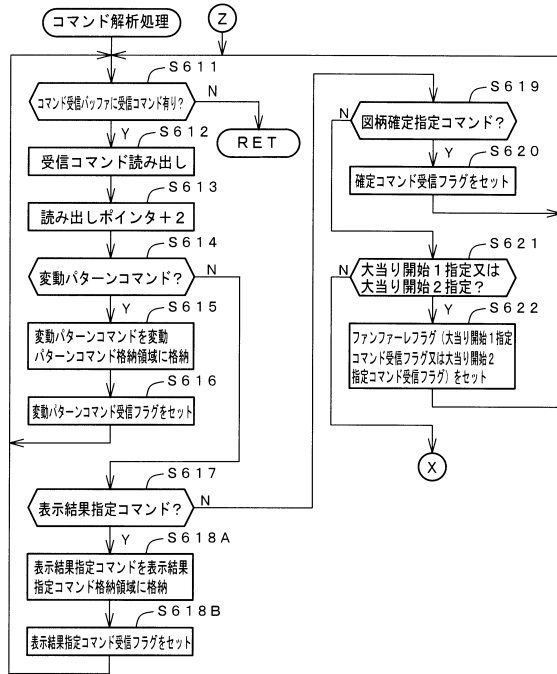 コマンド解析処理
Z
S611
コマンド受信バッファに受信コマンド有り?
N
Y
RET
S612
受信コマンド読み出し
S613
読み出しポインタ+2
S614
変動パターンコマンド?
N
Y
S615
変動パターンコマンドを変動
パターンコマンド格納領域に格納
S616
変動パターンコマンド受信フラグをセット
S617
表示結果指定コマンド?
N
Y
S618A
表示結果指定コマンドを表示結果
指定コマンド格納領域に格納
S618B
表示結果指定コマンド受信フラグをセット
S619
N
図柄確定指定コマンド?
Y
S620
確定コマンド受信フラグをセット
S621
N
大当り開始1指定又は
大当り開始2指定?
Y
S622
ファンファーレフラグ(大当り開始1指定
コマンド受信フラグ又は大当り開始2
指定コマンド受信フラグ)をセット
X